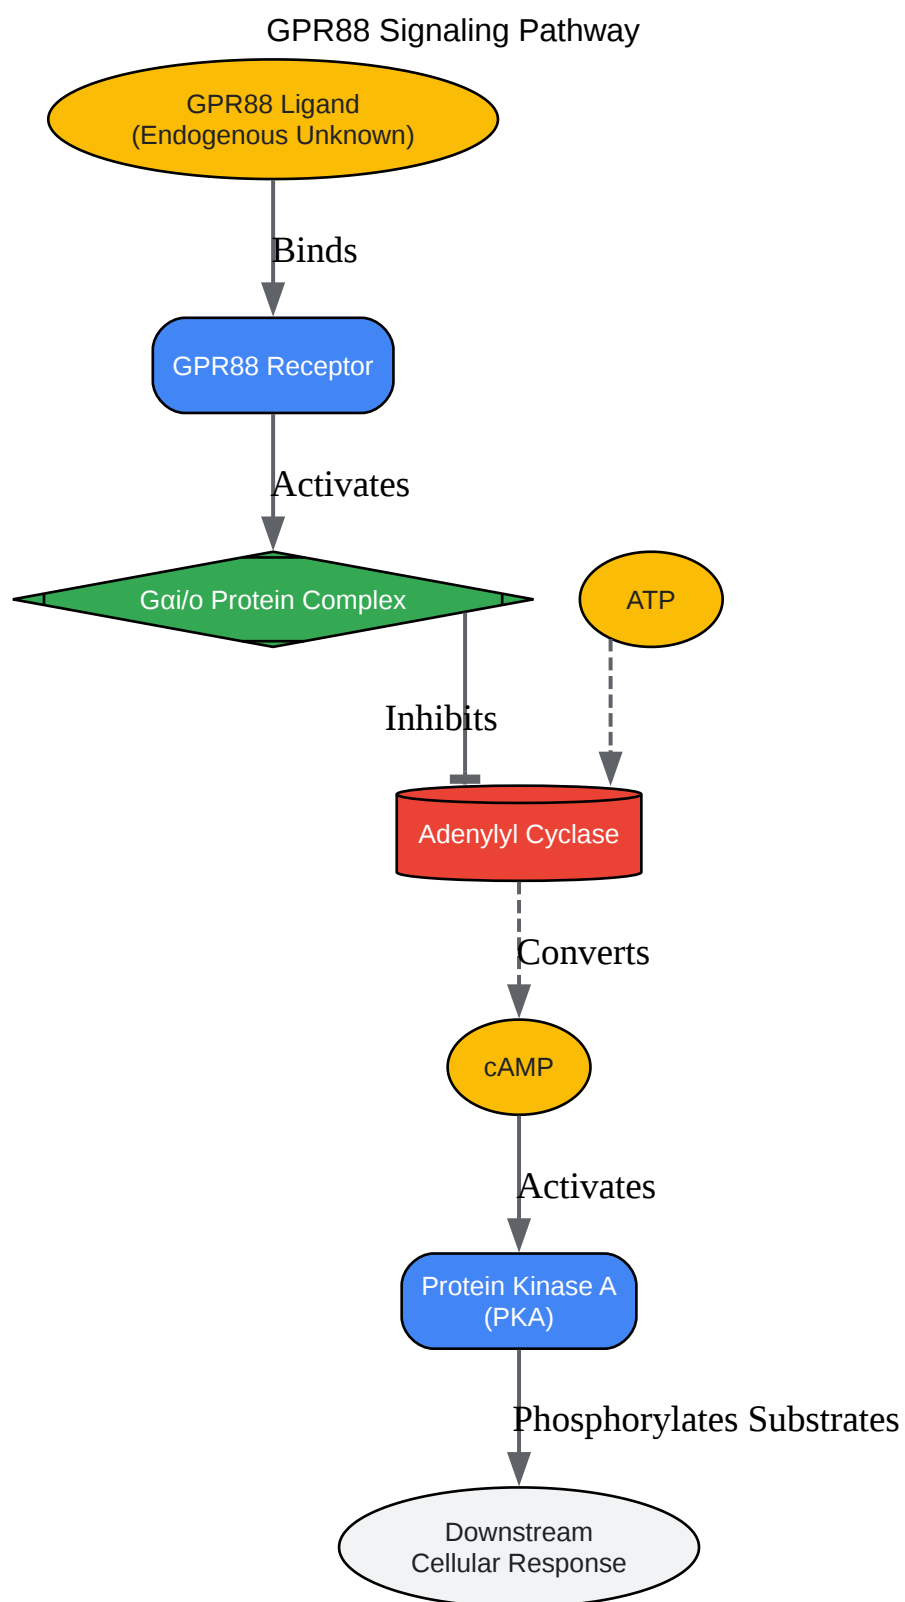 GPR88 Signaling Pathway
GPR88 Ligand
(Endogenous Unknown)
Binds
GPR88 Receptor
Activates
Gαi/o Protein Complex
ATP
Inhibits
Adenylyl Cyclase
Converts
cAMP
Activates
Protein Kinase A
(PKA)
Phosphorylates Substrates
Downstream
Cellular Response